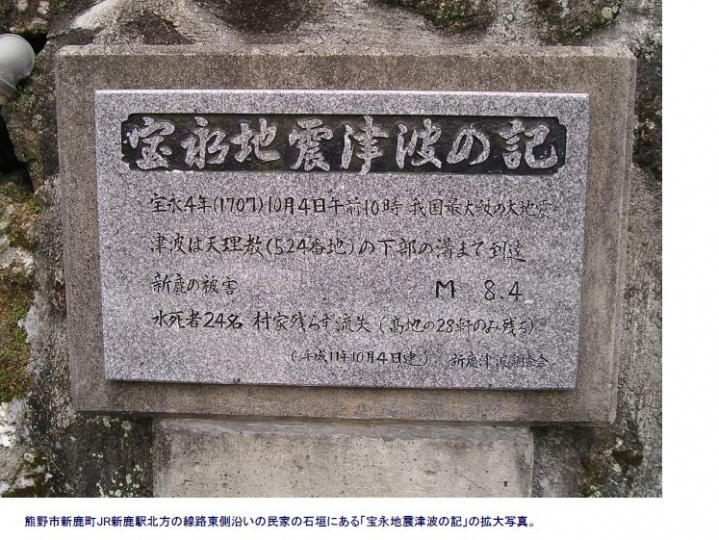 宝永地震津波の記
宝永4年(1707)10月4日午前10時 我国最大級の大地震
津波は天理教(524番地)の下部の溝まで到達
新鹿の被害 M 8.4
水死者24名 村家残らず流失(高地の28軒のみ残る)
(平成11年10月4日建) 新鹿津波調査会
熊野市新鹿町JR新鹿駅北方の線路東側沿いの民家の石垣にある「宝永地震津波の記」の拡大写真。